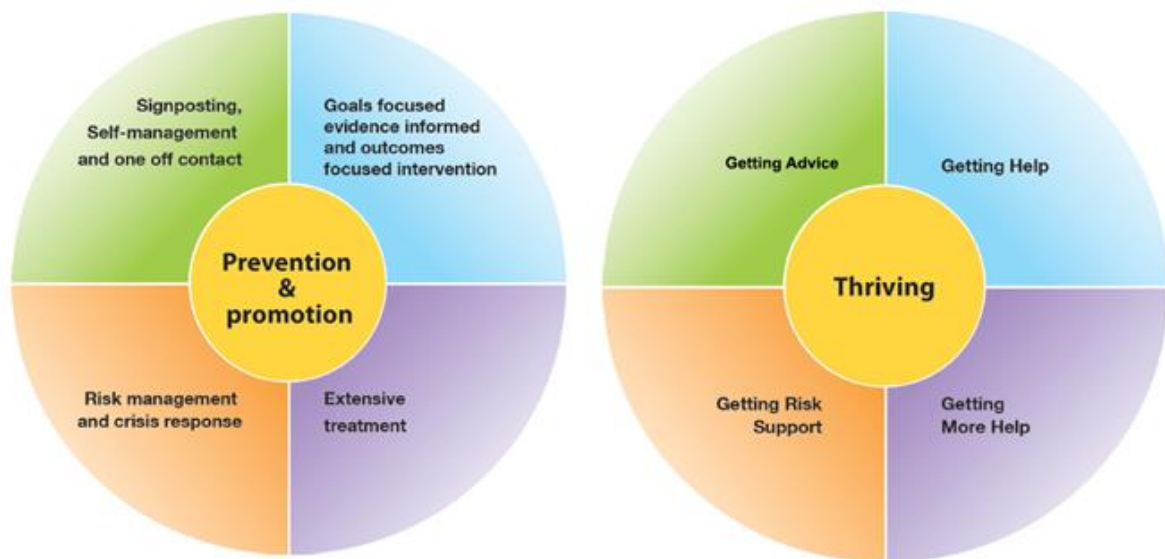 Signposting,
Self-management
and one off contact
Goals focused
evidence informed
and outcomes
focused intervention
Prevention
&
promotion
Risk management
and crisis response
Extensive
treatment
Getting Advice
Getting Help
Thriving
Getting Risk
Support
Getting
More Help